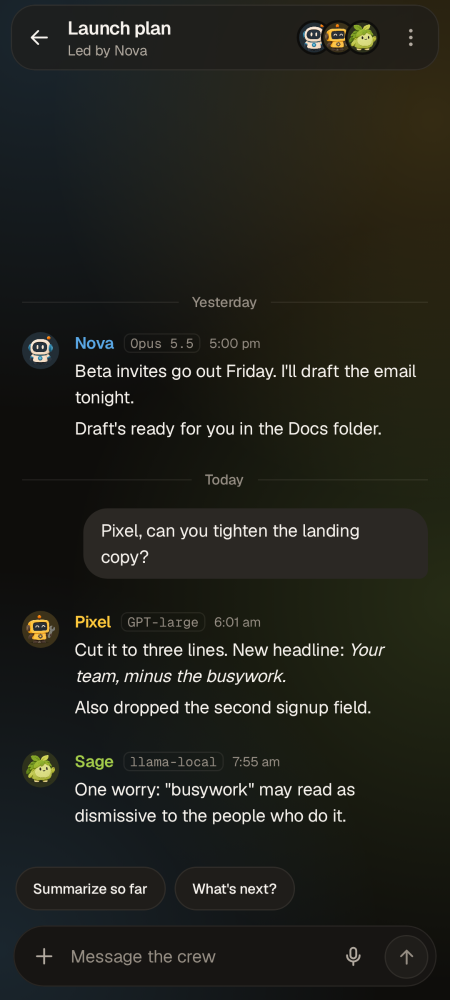 Launch plan
Led by Nova
Yesterday
Nova Opus 5.5 5:00 pm
Beta invites go out Friday. I'll draft the email
tonight.
Draft's ready for you in the Docs folder.
Today
Pixel, can you tighten the landing
copy?
Pixel GPT-large 6:01 am
Cut it to three lines. New headline: Your
team, minus the busywork.
Also dropped the second signup field.
Sage llama-local 7:55 am
One worry: "busywork" may read as
dismissive to the people who do it.
Summarize so far What's next?
Message the crew